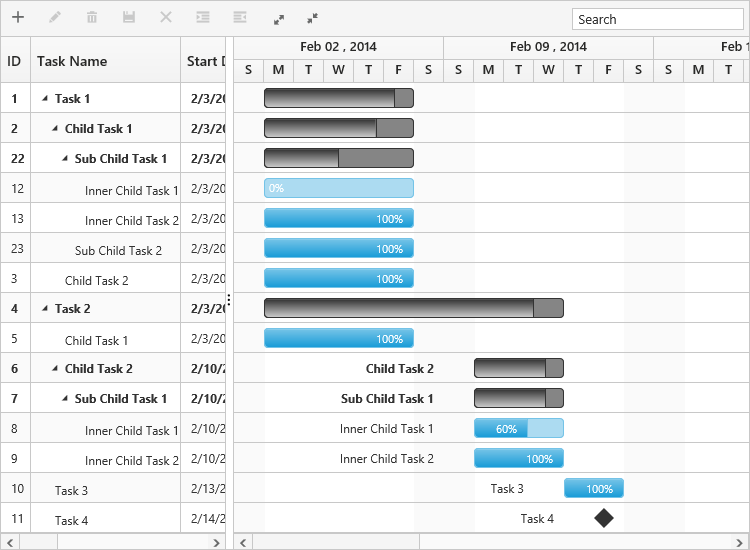 Search
Feb 02 , 2014 Feb 09 , 2014 Feb 1
ID Task Name Start D
S M T W T F S S M T W T F S S M T
1 Task 1 2/3/20
2 Child Task 1 2/3/20
22 Sub Child Task 1 2/3/20
12 Inner Child Task 1 2/3/20 0%
13 Inner Child Task 2 2/3/20 100%
23 Sub Child Task 2 2/3/20 100%
3 Child Task 2 2/3/20 100%
4 Task 2 2/3/20
5 Child Task 1 2/3/20 100%
6 Child Task 2 2/10/2 Child Task 2
7 Sub Child Task 1 2/10/2 Sub Child Task 1
8 Inner Child Task 1 2/10/2 Inner Child Task 1 60%
9 Inner Child Task 2 2/10/2 Inner Child Task 2 100%
10 Task 3 2/13/2 Task 3 100%
11 Task 4 2/14/2 Task 4